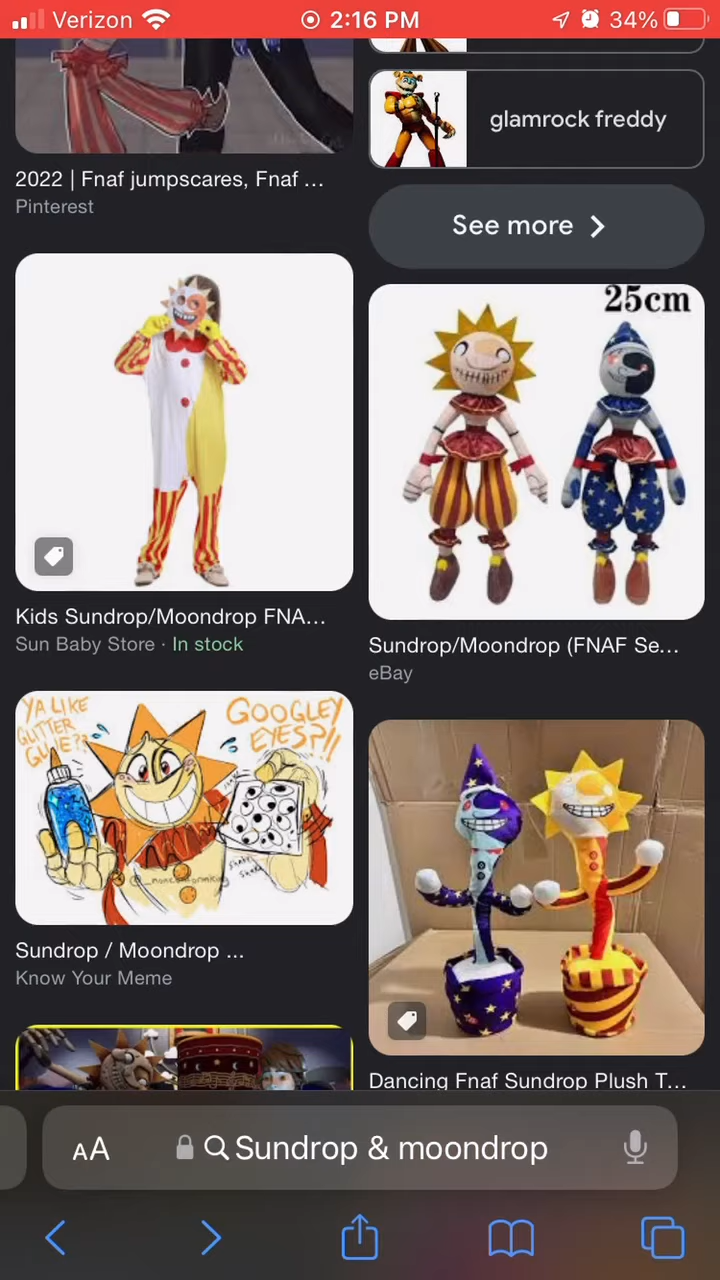 Verizon 2:16 PM 34%
2022 | Fnaf jumpscares, Fnaf ...
Pinterest
glamrock freddy
See more
25cm
Kids Sundrop/Moondrop FNA...
Sun Baby Store · In stock
Sundrop/Moondrop (FNAF Se...
eBay
YA LIKE
GLITTER
GLUE??
GOOGLEY
EYES?!!
Sundrop / Moondrop ...
Know Your Meme
Dancing Fnaf Sundrop Plush T...
AA Sundrop & moondrop